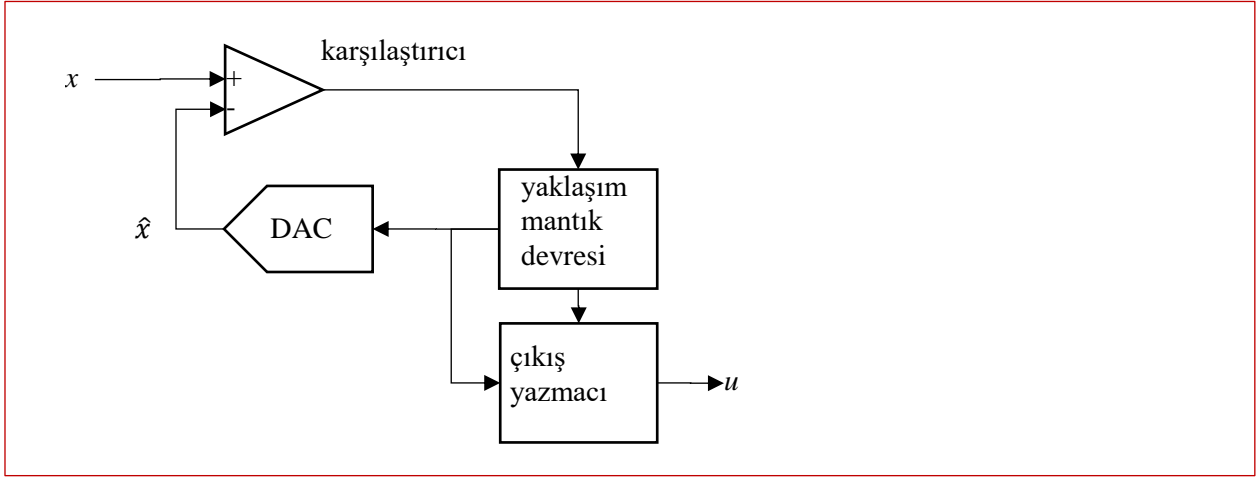 karşılaştırıcı
x
+
-
yaklaşım
mantık
devresi
x̂
DAC
çıkış
yazmacı
u